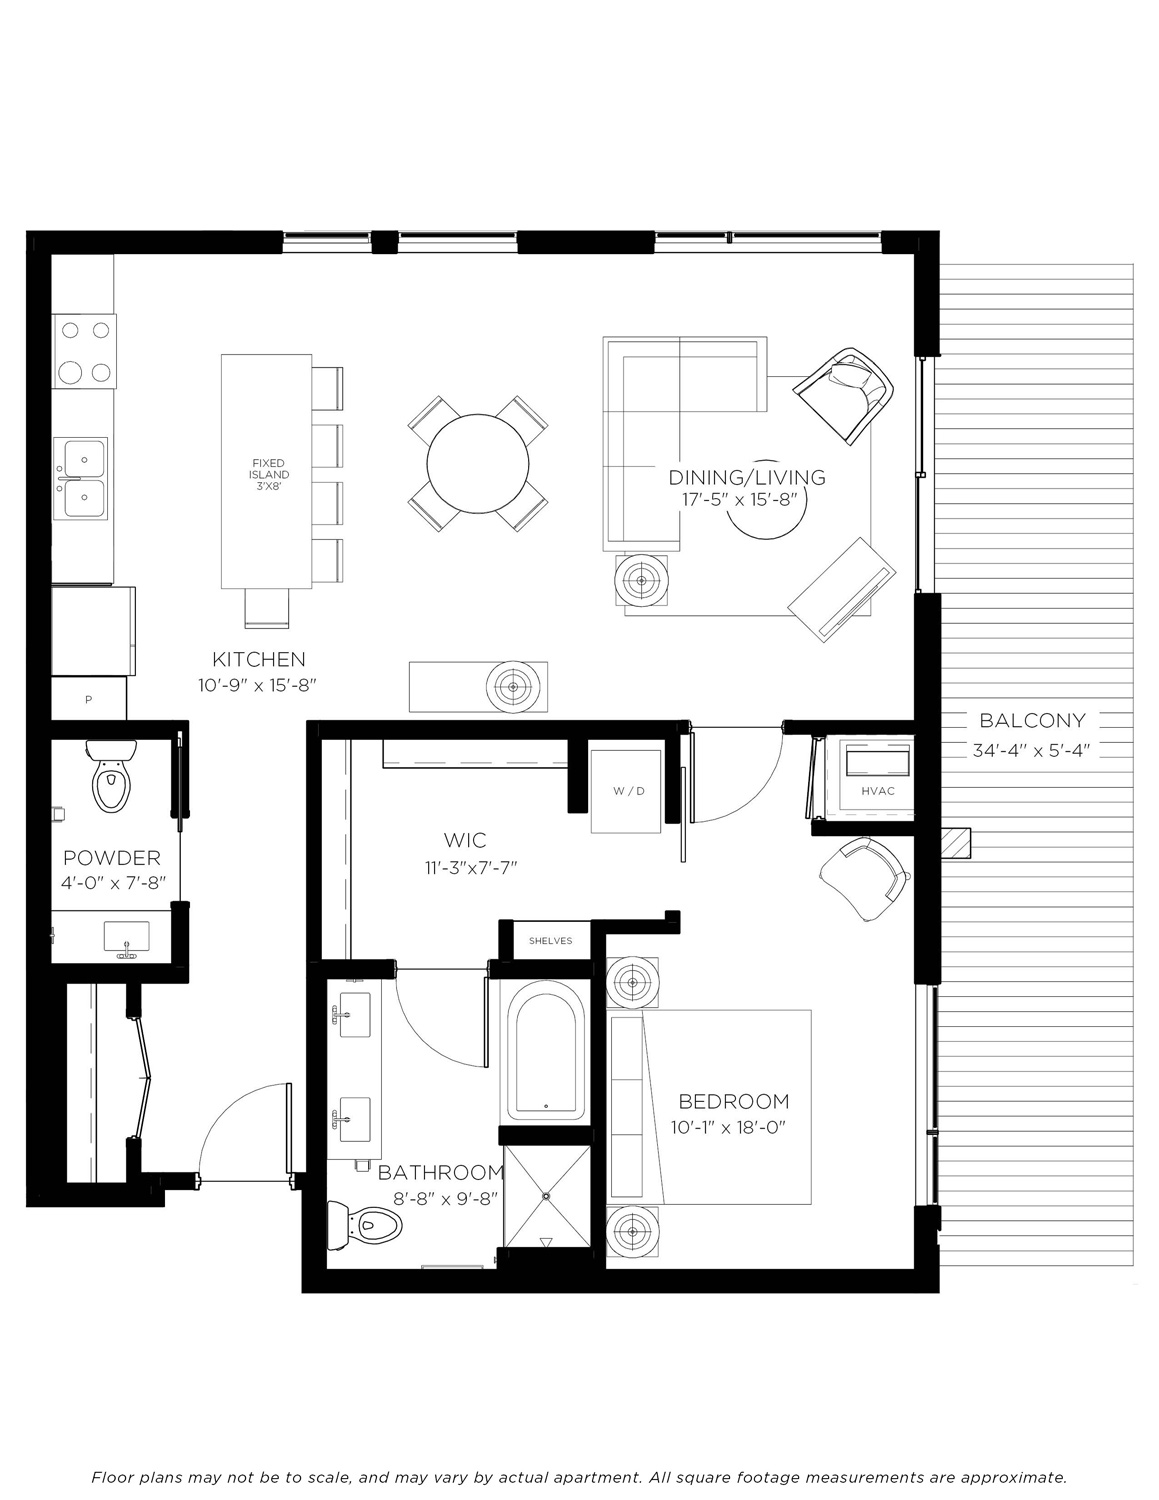 FIXED
ISLAND
3'X8'
DINING/LIVING
17'-5" x 15'-8"
KITCHEN
10'-9" x 15'-8"
P
BALCONY
34'-4" x 5'-4"
W / D
HVAC
WIC
11'-3"x7'-7"
POWDER
4'-0" x 7'-8"
SHELVES
BEDROOM
10'-1" x 18'-0"
BATHROOM
8'-8" x 9'-8"
Floor plans may not be to scale, and may vary by actual apartment. All square footage measurements are approximate.